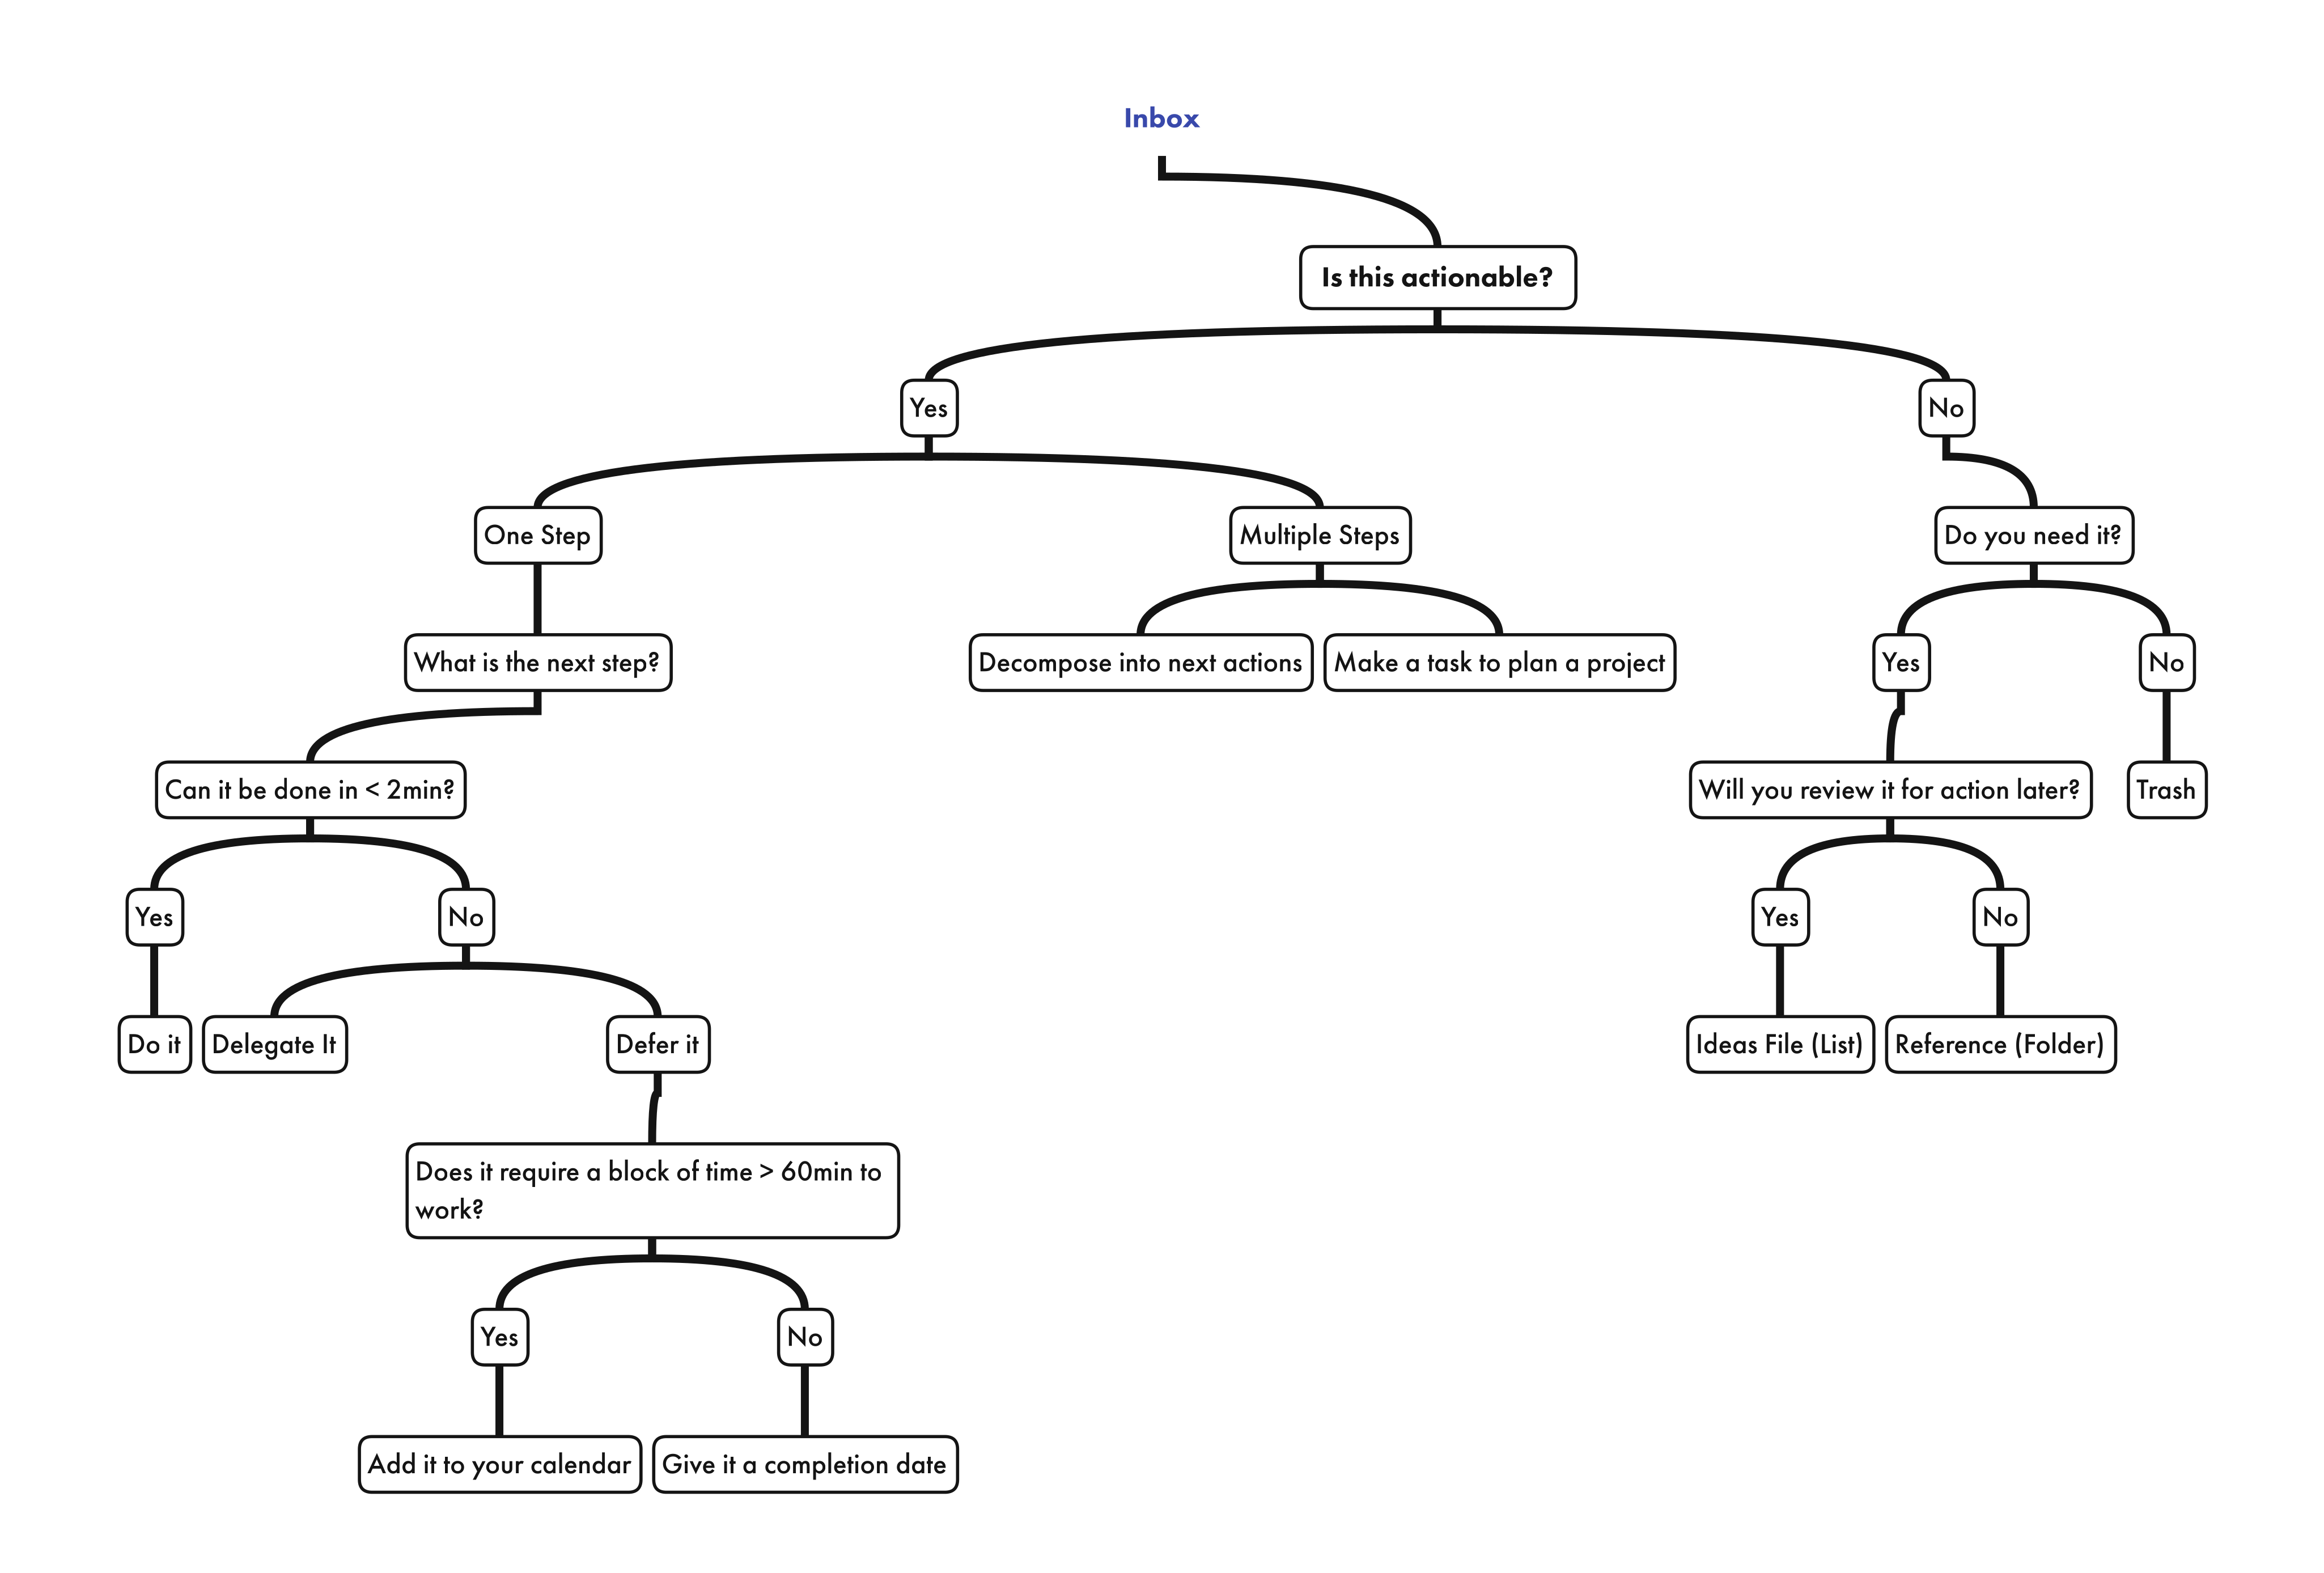 Inbox
Is this actionable?
Yes
No
One Step
Multiple Steps
Do you need it?
What is the next step?
Decompose into next actions
Make a task to plan a project
Yes
No
Can it be done in < 2min?
Will you review it for action later?
Trash
Yes
No
Yes
No
Do it
Delegate It
Defer it
Ideas File (List)
Reference (Folder)
Does it require a block of time > 60min to
work?
Yes
No
Add it to your calendar
Give it a completion date